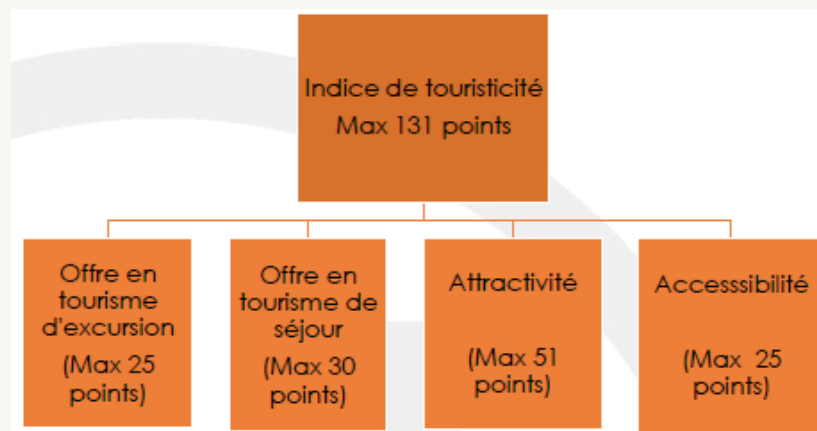 Indice de touristicité
Max 131 points
Offre en
tourisme
d'excursion
(Max 25
points)
Offre en
tourisme de
séjour
(Max 30
points)
Attractivité
(Max 51
points)
Accesssibilité
(Max 25
points)